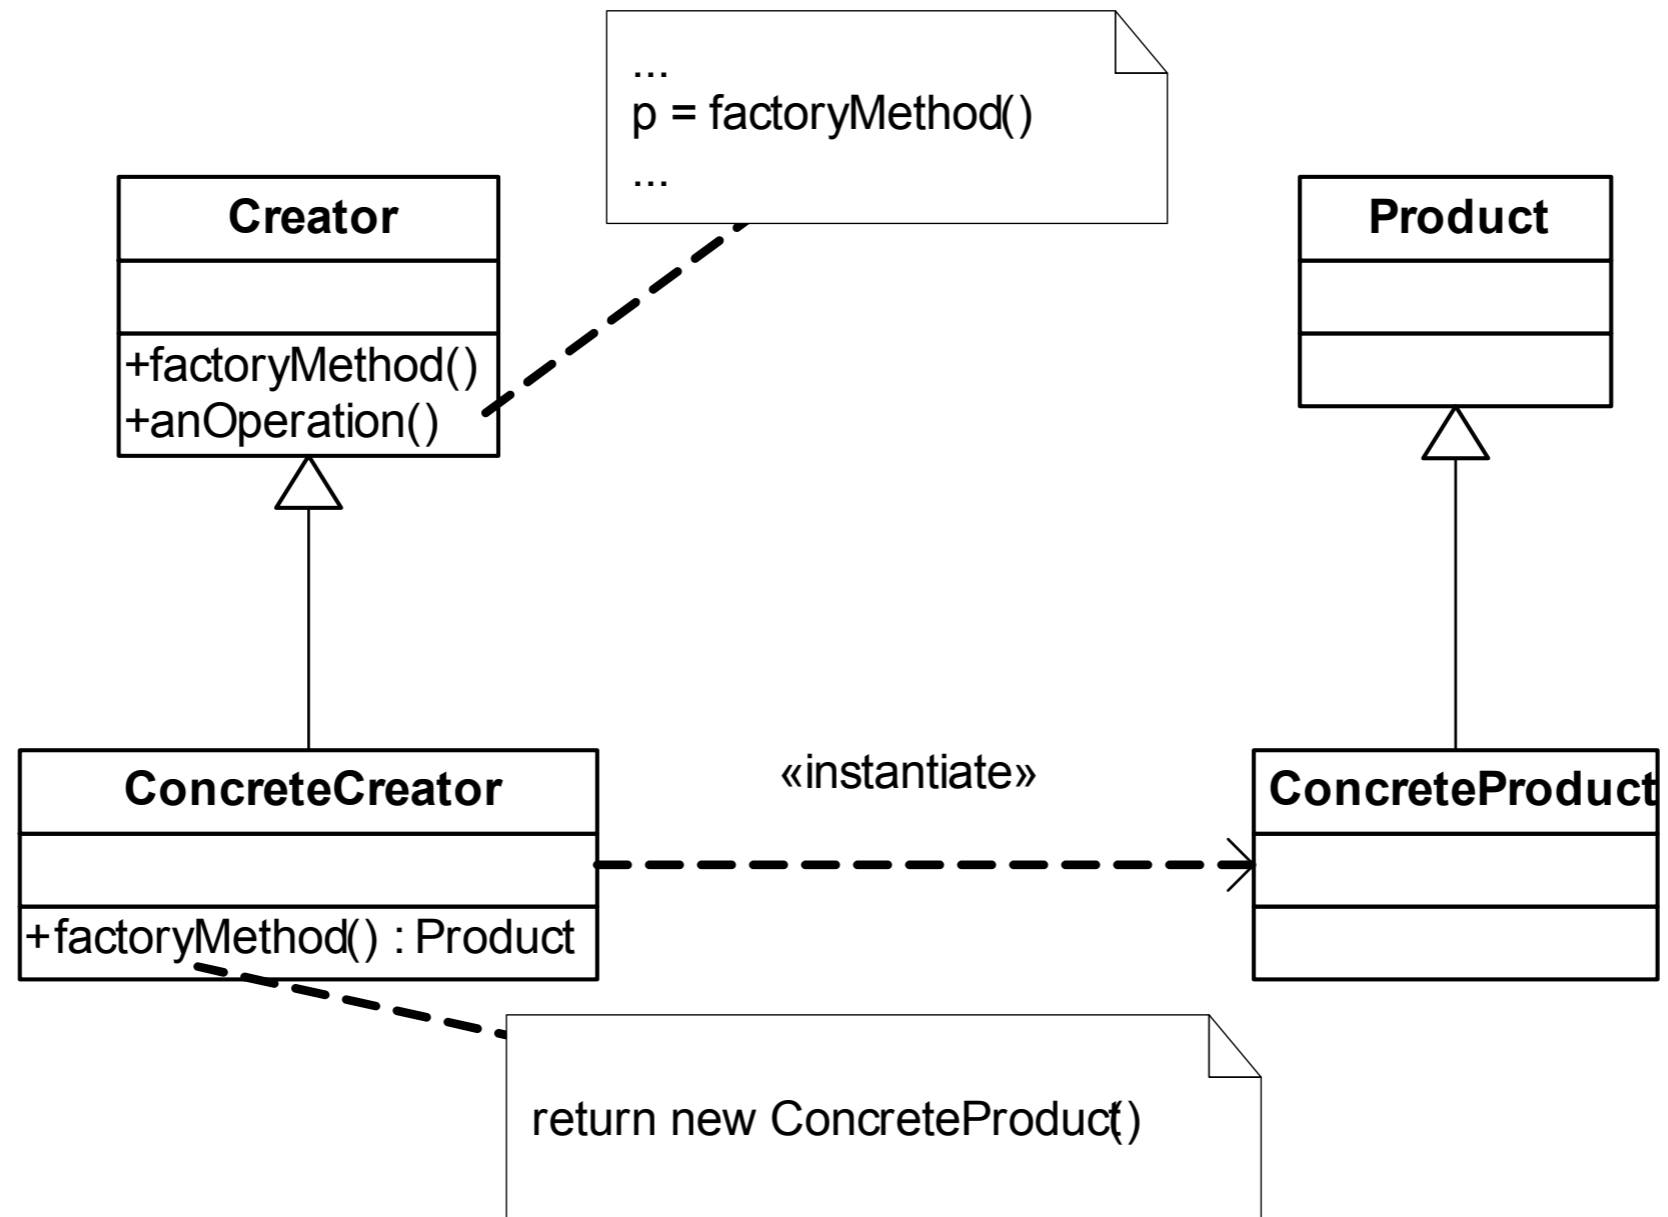 ...
p = factoryMethod()
...
Creator
+factoryMethod()
+anOperation()
Product
ConcreteCreator
+factoryMethod() : Product
«instantiate»
ConcreteProduct
return new ConcreteProduct()